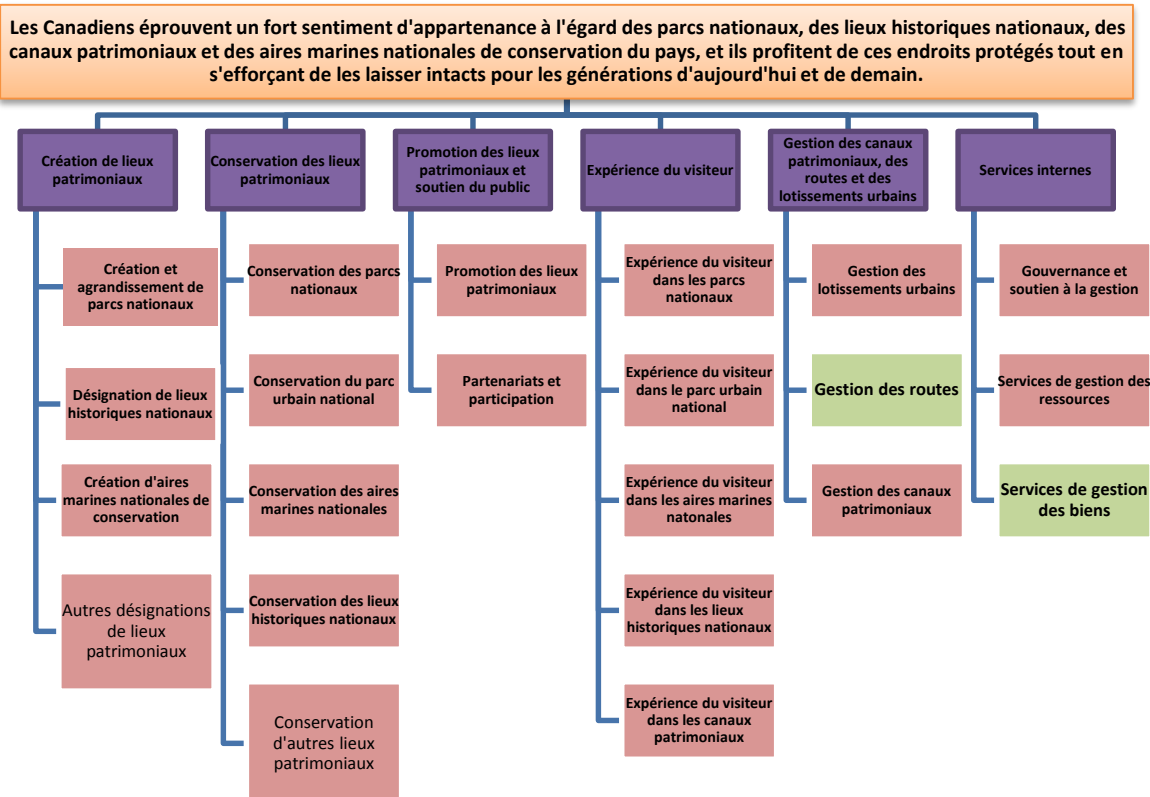 Les Canadiens éprouvent un fort sentiment d'appartenance à l'égard des parcs nationaux, des lieux historiques nationaux, des
canaux patrimoniaux et des aires marines nationales de conservation du pays, et ils profitent de ces endroits protégés tout en
s'efforçant de les laisser intacts pour les générations d'aujourd'hui et de demain.
Création de lieux
patrimoniaux
Création et
agrandissement de
parcs nationaux
Désignation de lieux
historiques nationaux
Création d'aires
marines nationales de
conservation
Autres désignations
de lieux
patrimoniaux
Conservation des lieux
patrimoniaux
Conservation des parcs
nationaux
Conservation du parc
urbain national
Conservation des aires
marines nationales
Conservation des lieux
historiques nationaux
Conservation
d'autres lieux
patrimoniaux
Promotion des lieux
patrimoniaux et
soutien du public
Promotion des lieux
patrimoniaux
Partenariats et
participation
Expérience du visiteur
Expérience du visiteur
dans les parcs
nationaux
Expérience du visiteur
dans le parc urbain
national
Expérience du visiteur
dans les aires marines
natonales
Expérience du visiteur
dans les lieux
historiques nationaux
Expérience du visiteur
dans les canaux
patrimoniaux
Gestion des canaux
patrimoniaux, des
routes et des
lotissements urbains
Gestion des
lotissements urbains
Gestion des routes
Gestion des canaux
patrimoniaux
Services internes
Gouvernance et
soutien à la gestion
Services de gestion des
ressources
Services de gestion
des biens